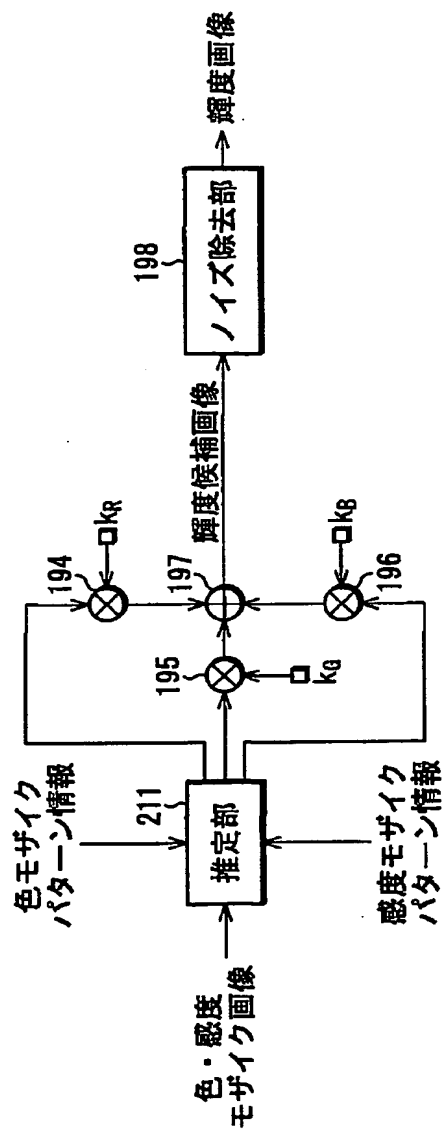 色・感度
モザイク画像
色モザイク
パターン情報
感度モザイク
パターン情報
211
推定部
194
kR
195
kG
196
kB
197
輝度候補画像
198
ノイズ除去部
輝度画像